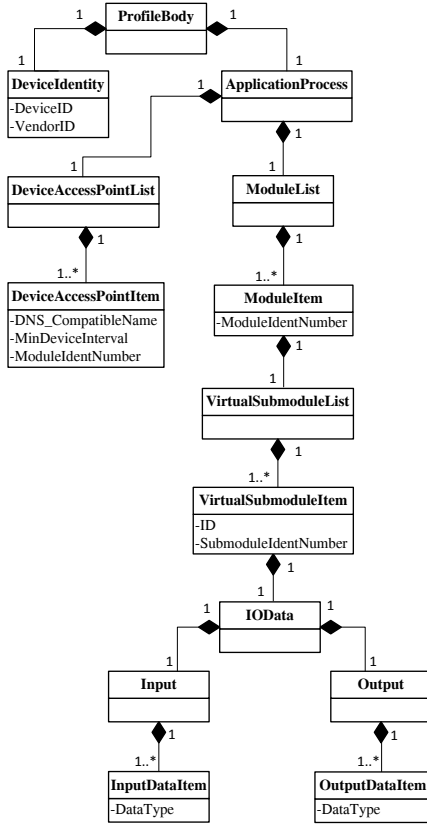 ProfileBody
1
1
1
1
DeviceIdentity
-DeviceID
-VendorID
ApplicationProcess
1
1
1
1
DeviceAccessPointList
ModuleList
1
1
1..*
1..*
DeviceAccessPointItem
-DNS_CompatibleName
-MinDeviceInterval
-ModuleIdentNumber
ModuleItem
-ModuleIdentNumber
1
1
VirtualSubmoduleList
1
1..*
VirtualSubmoduleItem
-ID
-SubmoduleIdentNumber
1
1
IOData
1
1
1
1
Input
Output
1
1
1..*
1..*
InputDataItem
-DataType
OutputDataItem
-DataType